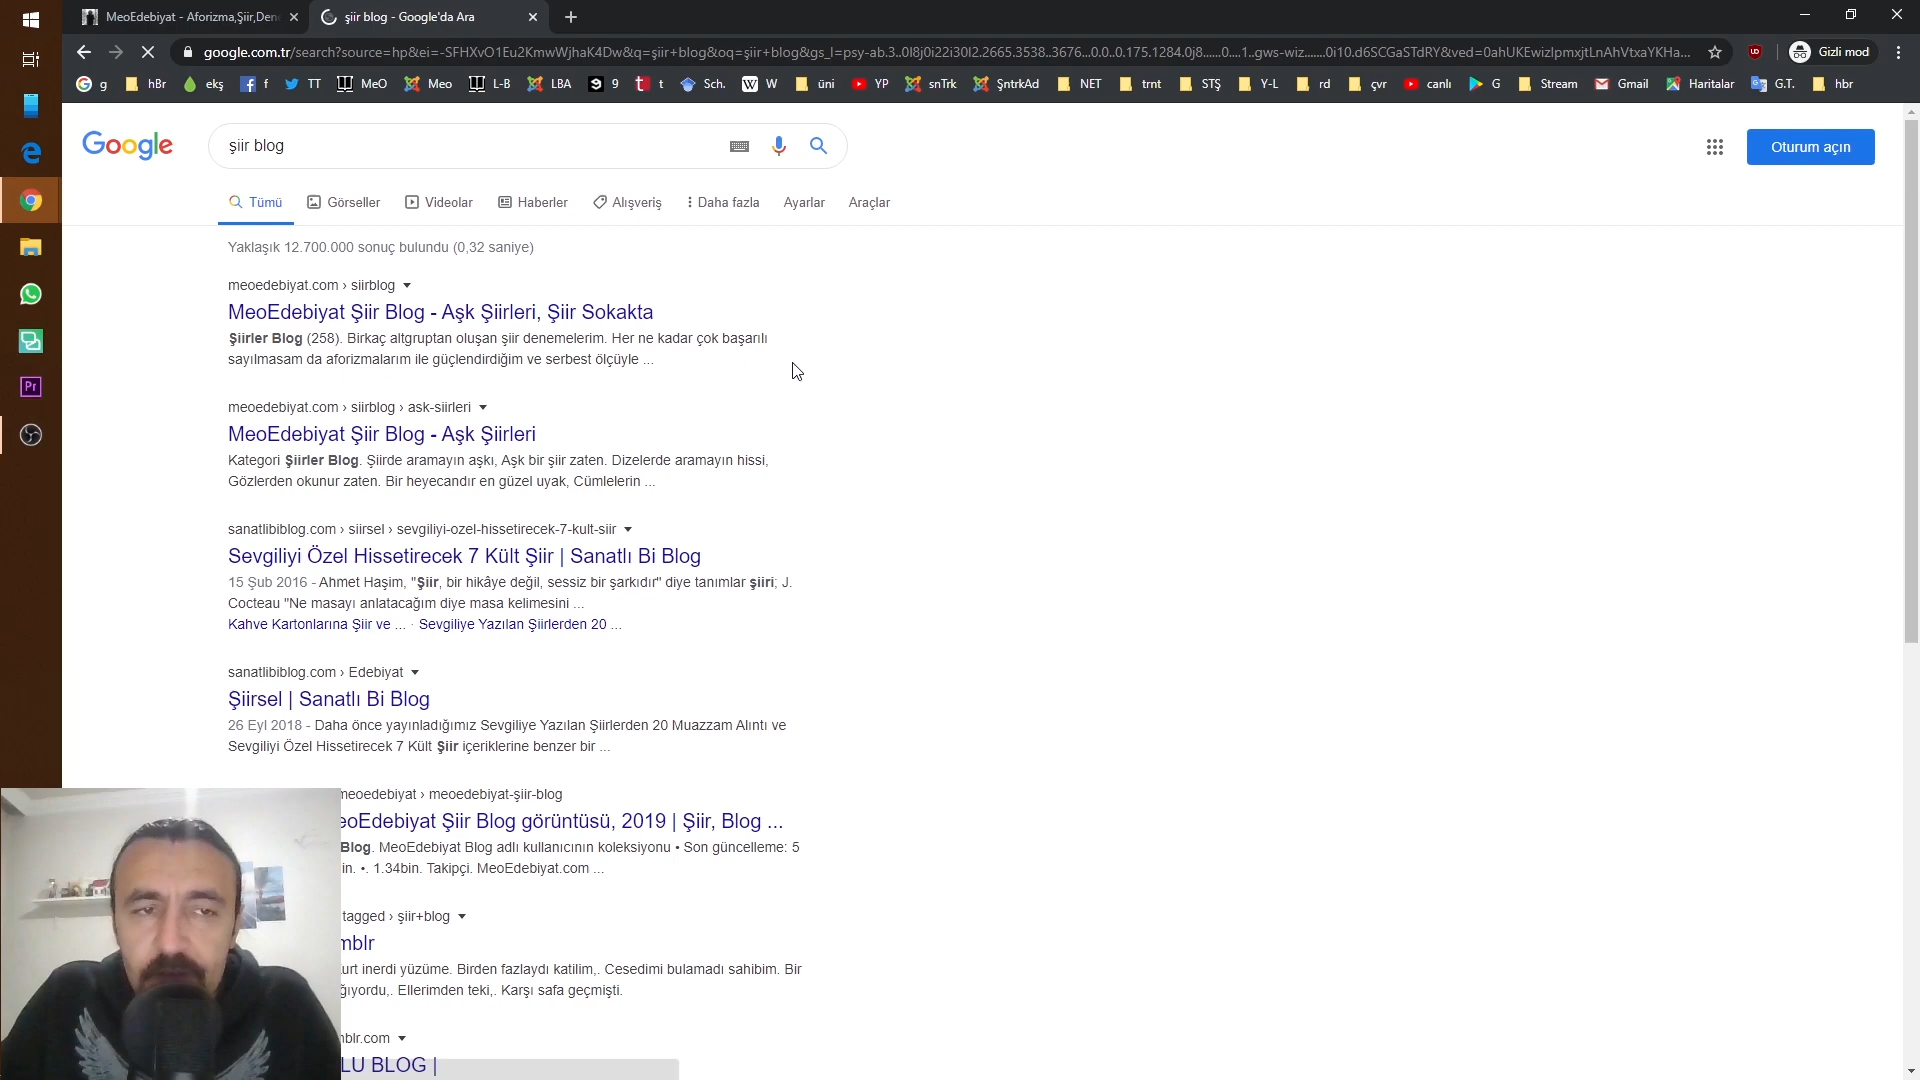 MeoEdebiyat - Aforizma,Şiir,Den
şiir blog - Google'da Ara
google.com.tr/search?source=hp&ei=-SFHXvO1Eu2KmwWjhaK4Dw&q=şiir+blog&oq=şiir+blog&gs_l=psy-ab.3..0l8j0i22i30l2.2665.3538..3676...0.0..0.175.1284.0j8......0....1..gws-wiz.......0i10.d6SCGaSTdRY&ved=0ahUKEwizlpmxjtLnAhVtxaYKHa...
Gizli mod
g hBr ekş f TT MeO Meo L-B LBA 9 t Sch. W üni YP snTrk ŞntrkAd NET trnt STŞ Y-L rd çvr canlı G Stream Gmail Haritalar G.T. hbr
Google
şiir blog
Oturum açın
Tümü Görseller Videolar Haberler Alışveriş Daha fazla Ayarlar Araçlar
Yaklaşık 12.700.000 sonuç bulundu (0,32 saniye)
meoedebiyat.com › siirblog
MeoEdebiyat Şiir Blog - Aşk Şiirleri, Şiir Sokakta
Şiirler Blog (258). Birkaç altgruptan oluşan şiir denemelerim. Her ne kadar çok başarılı
sayılmasam da aforizmalarım ile güçlendirdiğim ve serbest ölçüyle ...
meoedebiyat.com › siirblog › ask-siirleri
MeoEdebiyat Şiir Blog - Aşk Şiirleri
Kategori Şiirler Blog. Şiirde aramayın aşkı, Aşk bir şiir zaten. Dizelerde aramayın hissi,
Gözlerden okunur zaten. Bir heyecandır en güzel uyak, Cümlelerin ...
sanatlibiblog.com › siirsel › sevgiliyi-ozel-hissetirecek-7-kult-siir
Sevgiliyi Özel Hissetirecek 7 Kült Şiir | Sanatlı Bi Blog
15 Şub 2016 - Ahmet Haşim, "Şiir, bir hikâye değil, sessiz bir şarkıdır" diye tanımlar şiiri; J.
Cocteau "Ne masayı anlatacağım diye masa kelimesini ...
Kahve Kartonlarına Şiir ve ... · Sevgiliye Yazılan Şiirlerden 20 ...
sanatlibiblog.com › Edebiyat
Şiirsel | Sanatlı Bi Blog
26 Eyl 2018 - Daha önce yayınladığımız Sevgiliye Yazılan Şiirlerden 20 Muazzam Alıntı ve
Sevgiliyi Özel Hissetirecek 7 Kült Şiir içeriklerine benzer bir ...
meoedebiyat › meoedebiyat-şiir-blog
eoEdebiyat Şiir Blog görüntüsü, 2019 | Şiir, Blog ...
Blog. MeoEdebiyat Blog adlı kullanıcının koleksiyonu • Son güncelleme: 5
in. •. 1.34bin. Takipçi. MeoEdebiyat.com ...
tagged › şiir+blog
mblr
kurt inerdi yüzüme. Birden fazlaydı katilim,. Cesedimi bulamadı sahibim. Bir
ğıyordu,. Ellerimden teki,. Karşı safa geçmişti.
nblr.com
LU BLOG |
Pr